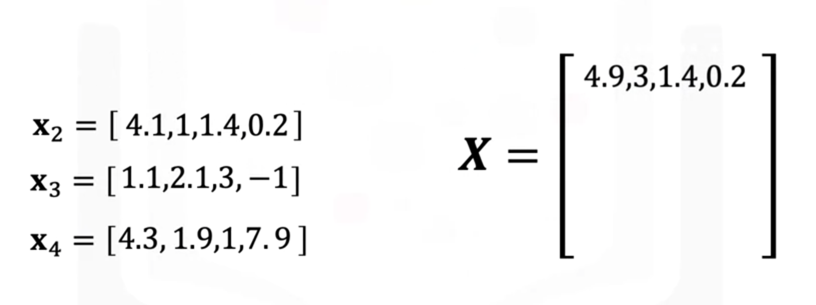 x₂ = [ 4.1,1,1.4,0.2]
x₃ = [1.1,2.1,3, −1]
x₄ = [4.3, 1.9,1,7. 9 ]
X =
4.9,3,1.4,0.2